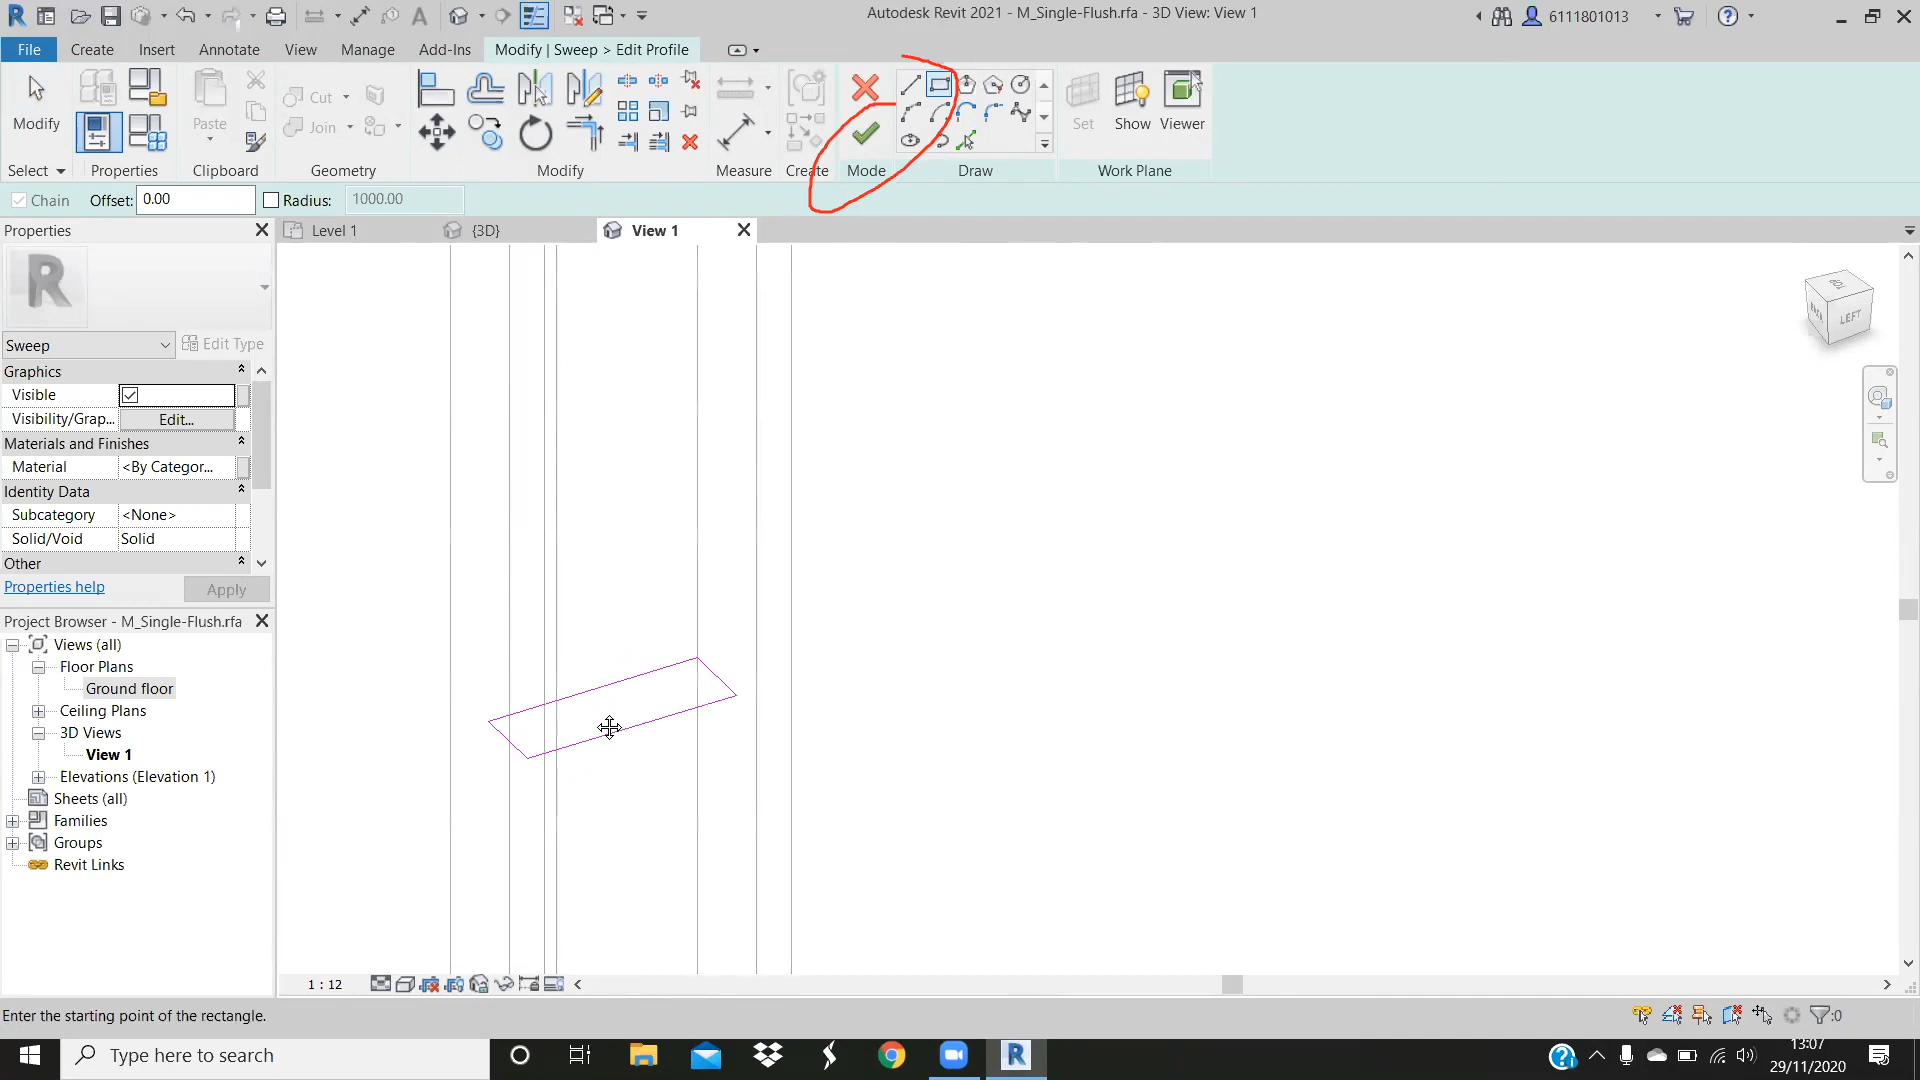 Autodesk Revit 2021 - M_Single-Flush.rfa - 3D View: View 1
6111801013
File
Create
Insert
Annotate
View
Manage
Add-Ins
Modify | Sweep > Edit Profile
Modify
Paste
Cut
Join
Set
Show
Viewer
Select
Properties
Clipboard
Geometry
Modify
Measure
Create
Mode
Draw
Work Plane
Chain
Offset:
0.00
Radius:
1000.00
Properties
Level 1
{3D}
View 1
Sweep
Edit Type
Graphics
Visible
Visibility/Grap...
Edit...
Materials and Finishes
Material
<By Categor...
Identity Data
Subcategory
<None>
Solid/Void
Solid
Other
Properties help
Apply
Project Browser - M_Single-Flush.rfa
Views (all)
Floor Plans
Ground floor
Ceiling Plans
3D Views
View 1
Elevations (Elevation 1)
Sheets (all)
Families
Groups
Revit Links
TOP
BACK
LEFT
1 : 12
Enter the starting point of the rectangle.
:0
Type here to search
13:07
29/11/2020